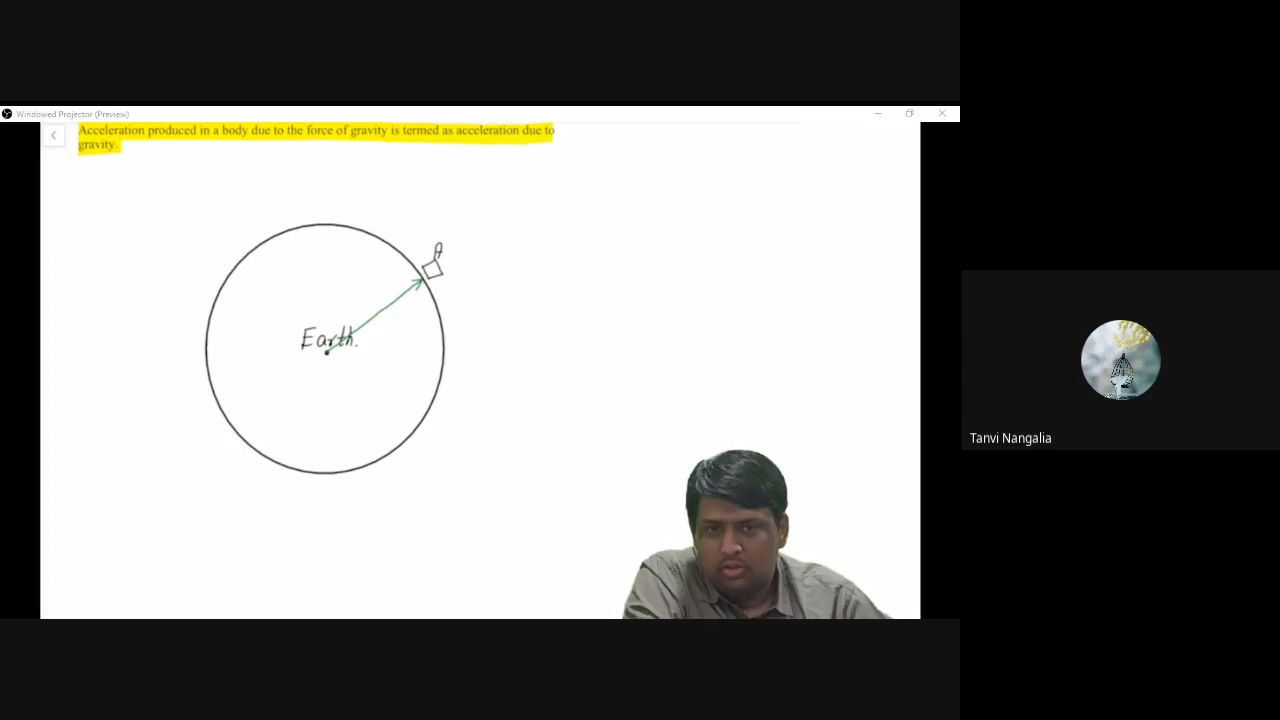 Windowed Projector (Preview)
Acceleration produced in a body due to the force of gravity is termed as acceleration due to
gravity.
A
Earth.
Tanvi Nangalia